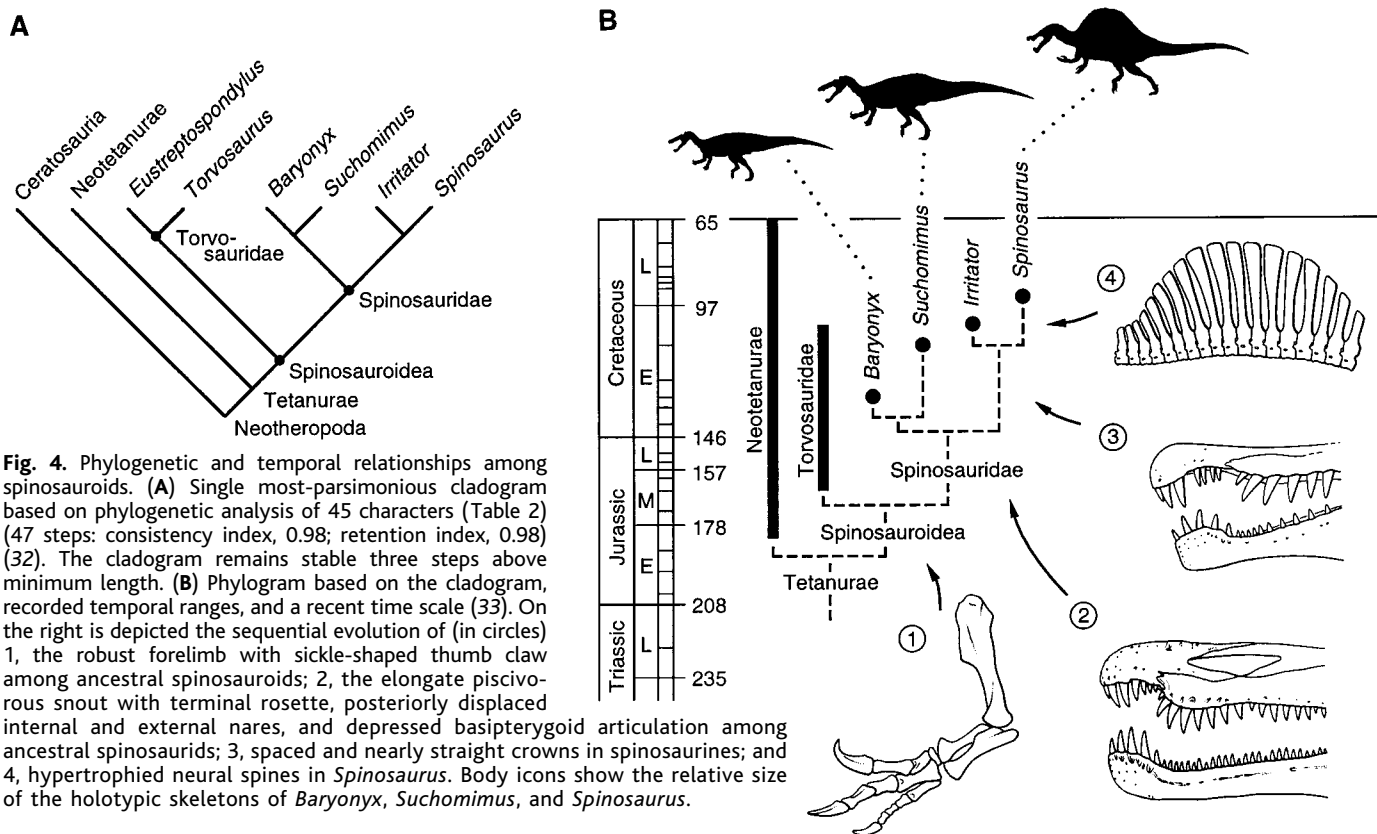 A
Ceratosauria
Neotetanurae
Eustreptospondylus
Torvosaurus
Baryonyx
Suchomimus
Irritator
Spinosaurus
Torvo-
sauridae
Spinosauridae
Spinosauroidea
Tetanurae
Neotheropoda
Fig. 4. Phylogenetic and temporal relationships among
spinosauroids. (A) Single most-parsimonious cladogram
based on phylogenetic analysis of 45 characters (Table 2)
(47 steps: consistency index, 0.98; retention index, 0.98)
(32). The cladogram remains stable three steps above
minimum length. (B) Phylogram based on the cladogram,
recorded temporal ranges, and a recent time scale (33). On
the right is depicted the sequential evolution of (in circles)
1, the robust forelimb with sickle-shaped thumb claw
among ancestral spinosauroids; 2, the elongate piscivo-
rous snout with terminal rosette, posteriorly displaced
internal and external nares, and depressed basipterygoid articulation among
ancestral spinosaurids; 3, spaced and nearly straight crowns in spinosaurines; and
4, hypertrophied neural spines in Spinosaurus. Body icons show the relative size
of the holotypic skeletons of Baryonyx, Suchomimus, and Spinosaurus.
B
Cretaceous
L
E
Jurassic
L
M
E
Triassic
L
65
97
146
157
178
208
235
Neotetanurae
Torvosauridae
Baryonyx
Suchomimus
Irritator
Spinosaurus
Spinosauridae
Spinosauroidea
Tetanurae
4
3
2
1